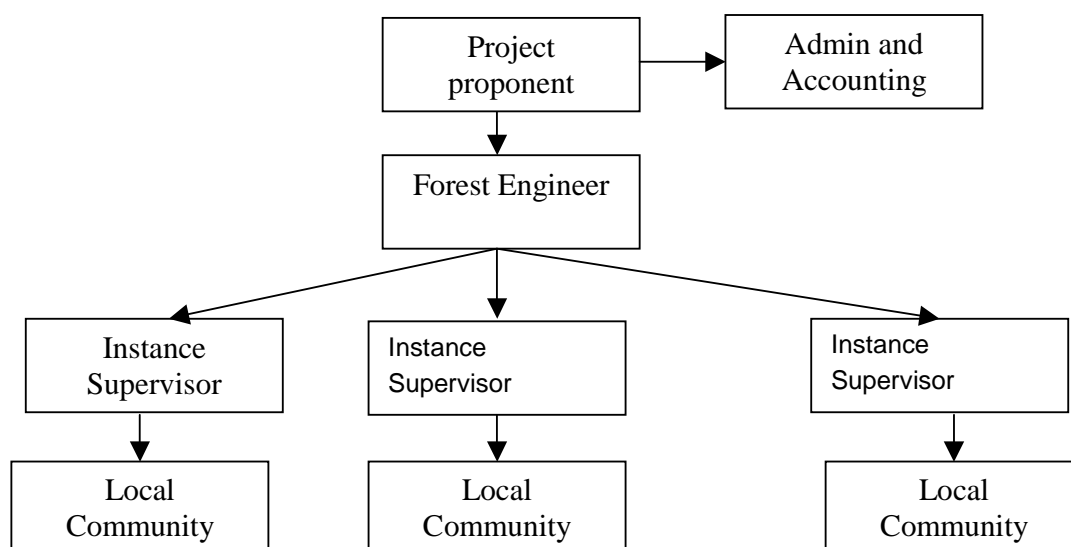 Project
proponent
Admin and
Accounting
Forest Engineer
Instance
Supervisor
Instance
Supervisor
Instance
Supervisor
Local
Community
Local
Community
Local
Community